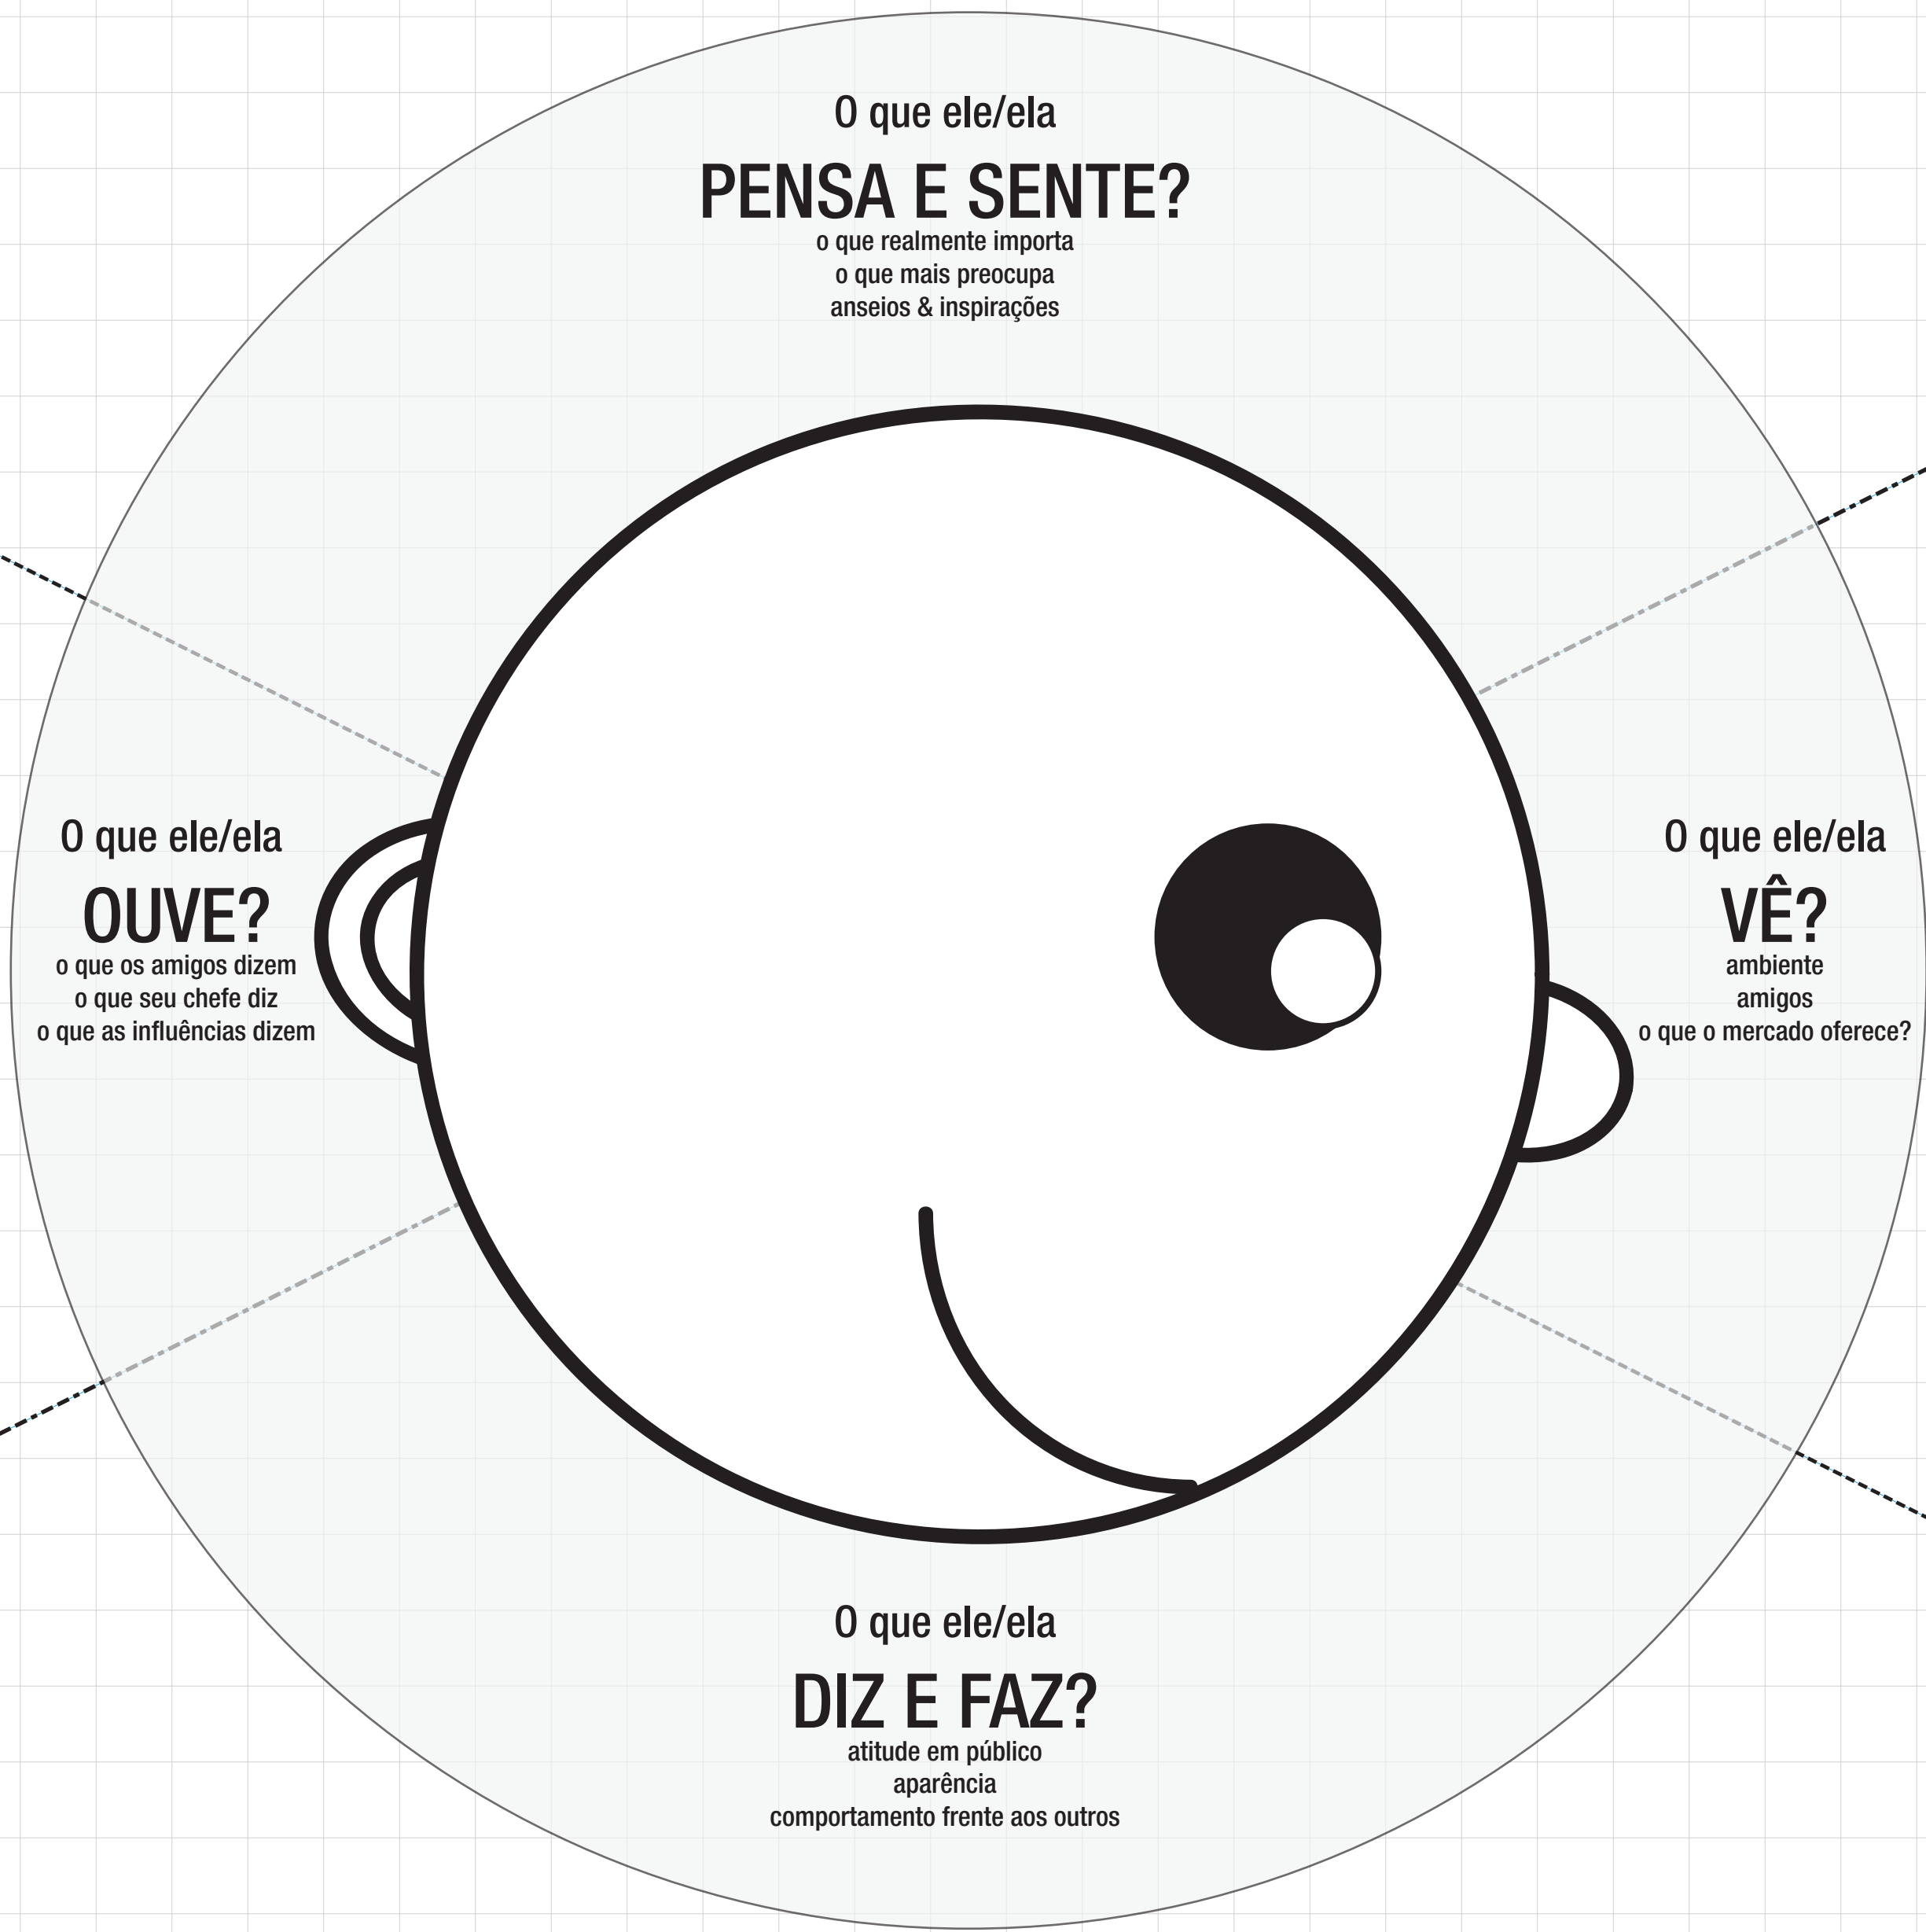 O que ele/ela
PENSA E SENTE?
o que realmente importa
o que mais preocupa
anseios & inspirações
O que ele/ela
OUVE?
o que os amigos dizem
o que seu chefe diz
o que as influências dizem
O que ele/ela
VÊ?
ambiente
amigos
o que o mercado oferece?
O que ele/ela
DIZ E FAZ?
atitude em público
aparência
comportamento frente aos outros